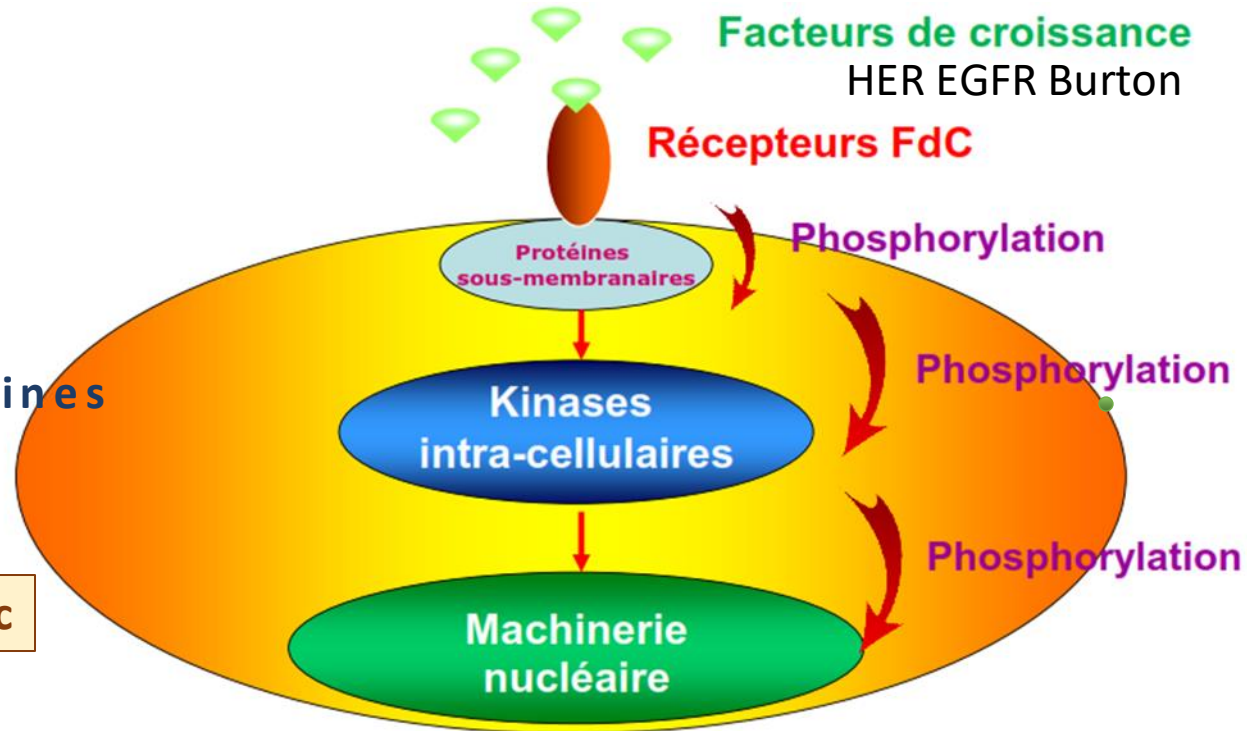 Facteurs de croissance
HER EGFR Burton
Récepteurs FdC
Phosphorylation
Protéines
sous-membranaires
Phosphorylation
ines
Kinases
intra-cellulaires
Phosphorylation
c
Machinerie
nucléaire